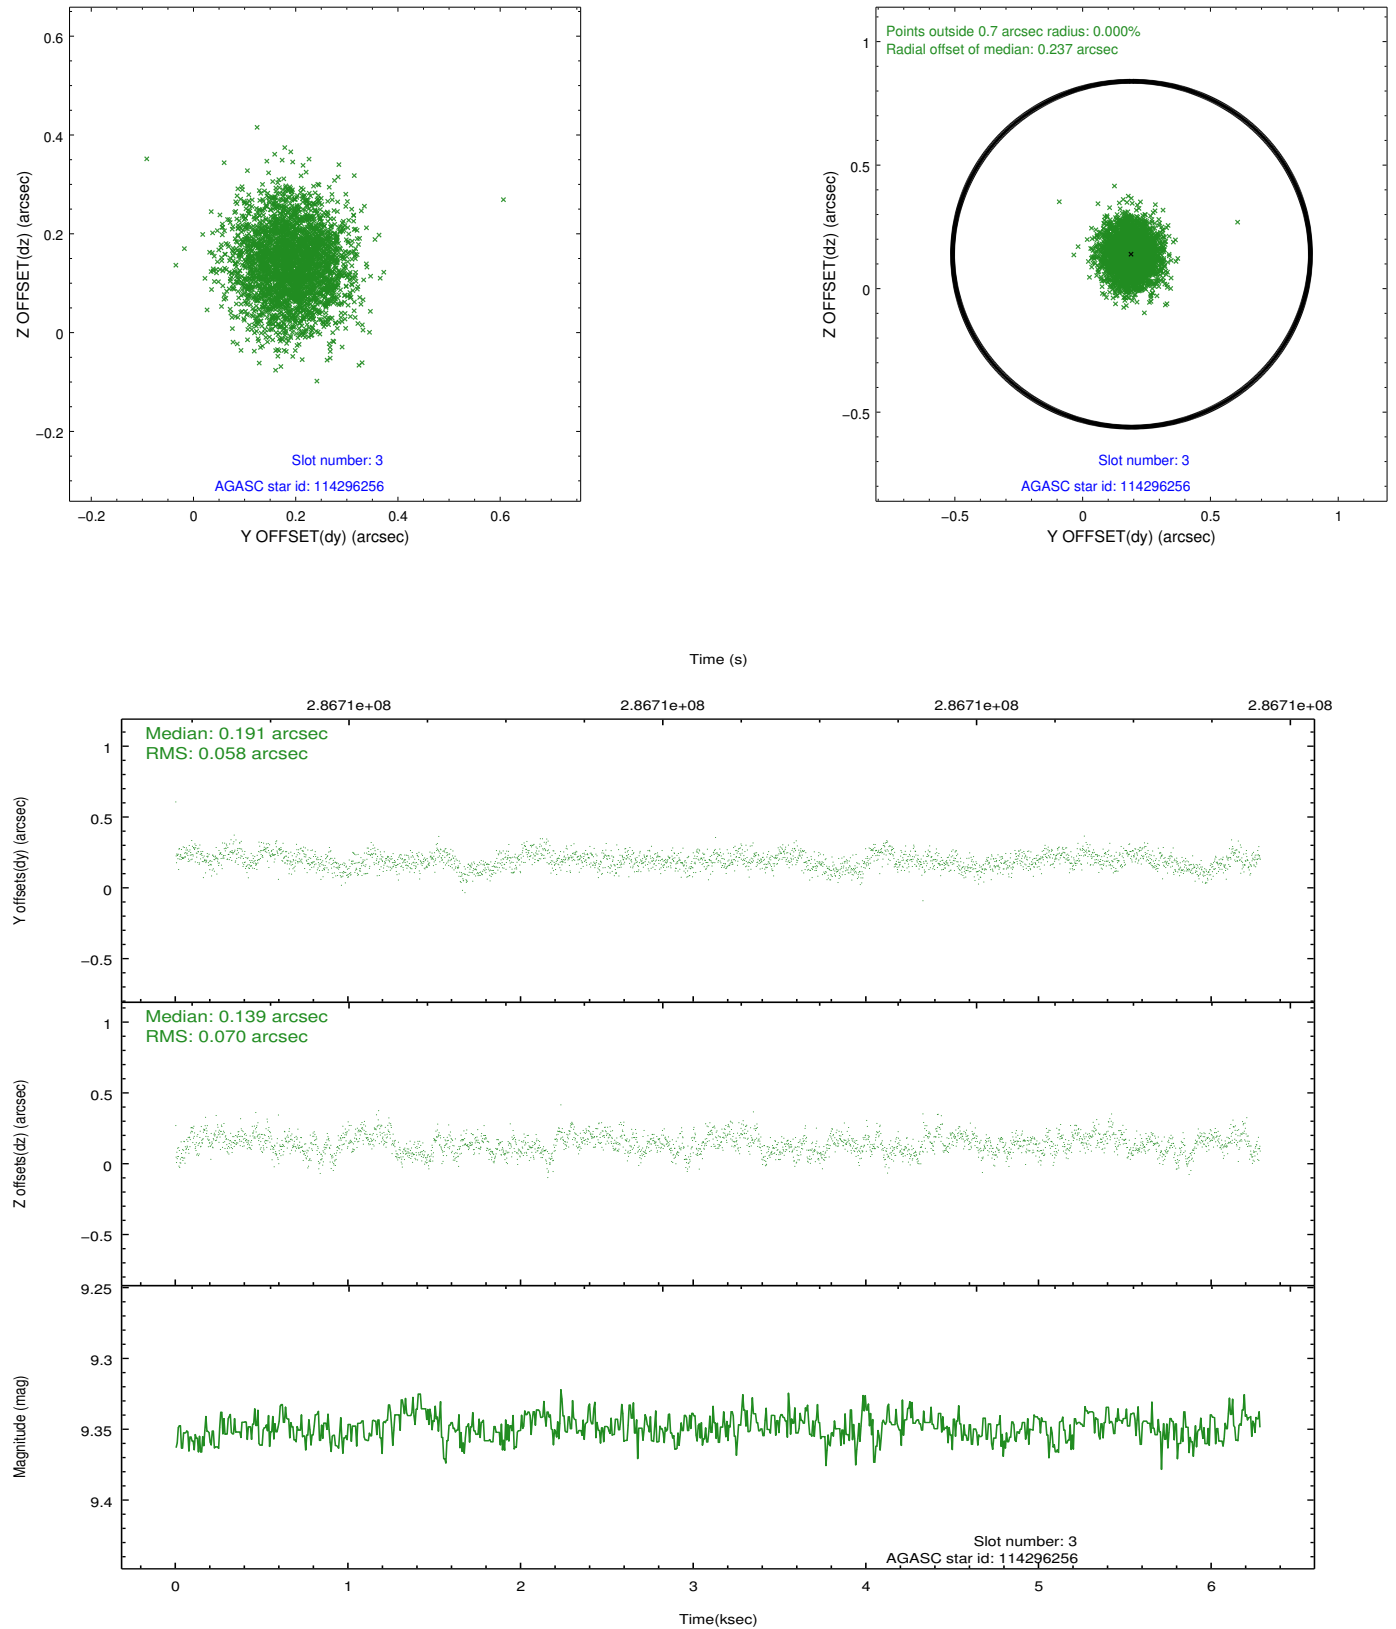 0.6
0.4
0.2
0
−0.2
Z OFFSET(dz) (arcsec)
Slot number: 3
AGASC star id: 114296256
−0.2 0 0.2 0.4 0.6
Y OFFSET(dy) (arcsec)
Points outside 0.7 arcsec radius: 0.000%
Radial offset of median: 0.237 arcsec
1
0.5
0
−0.5
Z OFFSET(dz) (arcsec)
Slot number: 3
AGASC star id: 114296256
−0.5 0 0.5 1
Y OFFSET(dy) (arcsec)
Time (s)
2.8671e+08 2.8671e+08 2.8671e+08 2.8671e+08
Median: 0.191 arcsec
RMS: 0.058 arcsec
1
0.5
0
−0.5
Y offsets(dy) (arcsec)
Median: 0.139 arcsec
RMS: 0.070 arcsec
1
0.5
0
−0.5
Z offsets(dz) (arcsec)
9.25
9.3
9.35
9.4
Magnitude (mag)
Slot number: 3
AGASC star id: 114296256
0 1 2 3 4 5 6
Time(ksec)